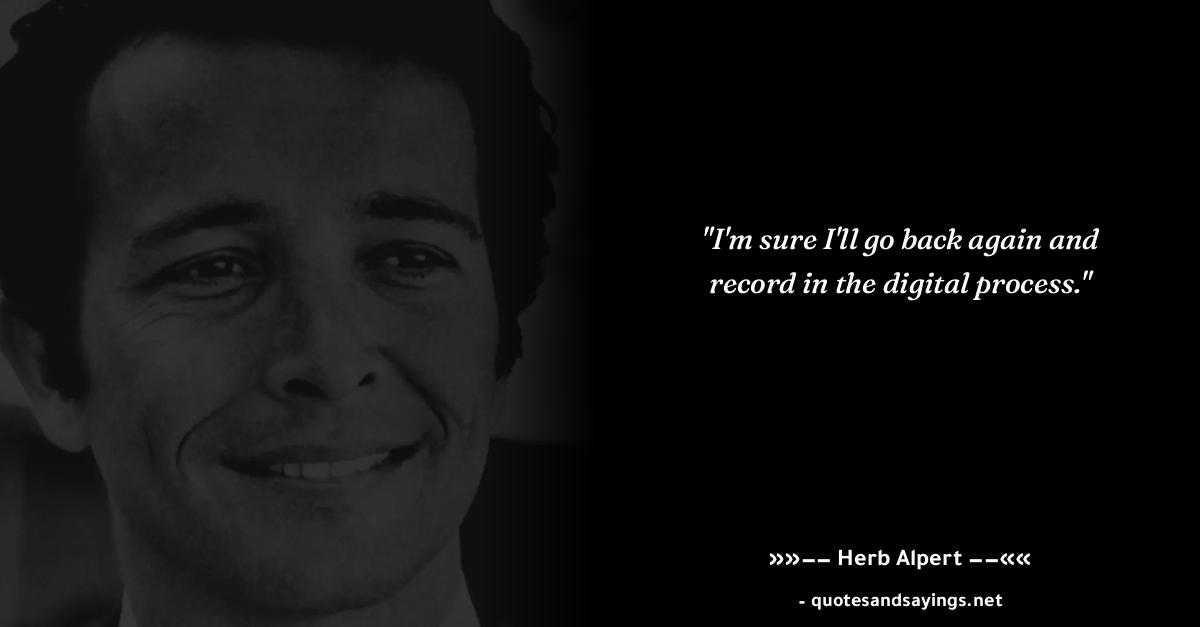 "I'm sure I'll go back again and
record in the digital process."
»»–– Herb Alpert ––««
- quotesandsayings.net